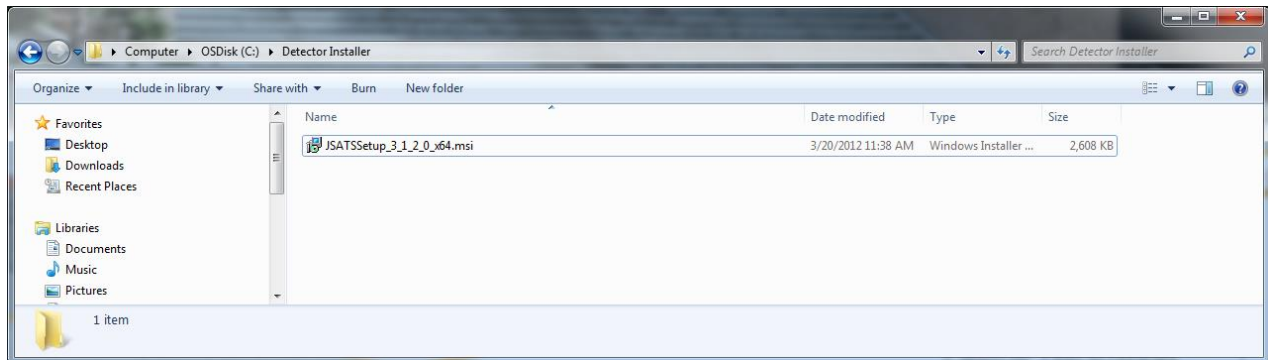 Computer ▸ OSDisk (C:) ▸ Detector Installer
Search Detector Installer
Organize ▾ Include in library ▾ Share with ▾ Burn New folder
Favorites
Desktop
Downloads
Recent Places
Libraries
Documents
Music
Pictures
Name Date modified Type Size
JSATSSetup_3_1_2_0_x64.msi 3/20/2012 11:38 AM Windows Installer ... 2,608 KB
1 item